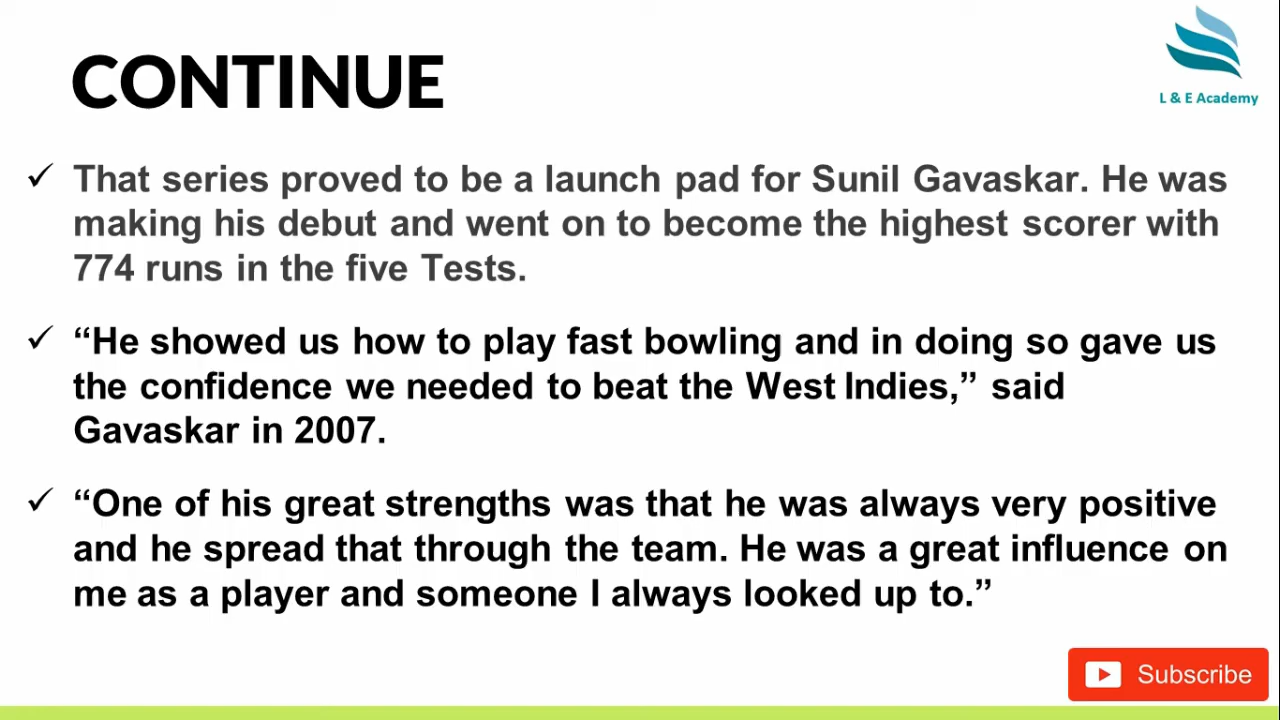 CONTINUE
L & E Academy
✓ That series proved to be a launch pad for Sunil Gavaskar. He was
making his debut and went on to become the highest scorer with
774 runs in the five Tests.
✓ “He showed us how to play fast bowling and in doing so gave us
the confidence we needed to beat the West Indies,” said
Gavaskar in 2007.
✓ “One of his great strengths was that he was always very positive
and he spread that through the team. He was a great influence on
me as a player and someone I always looked up to.”
Subscribe